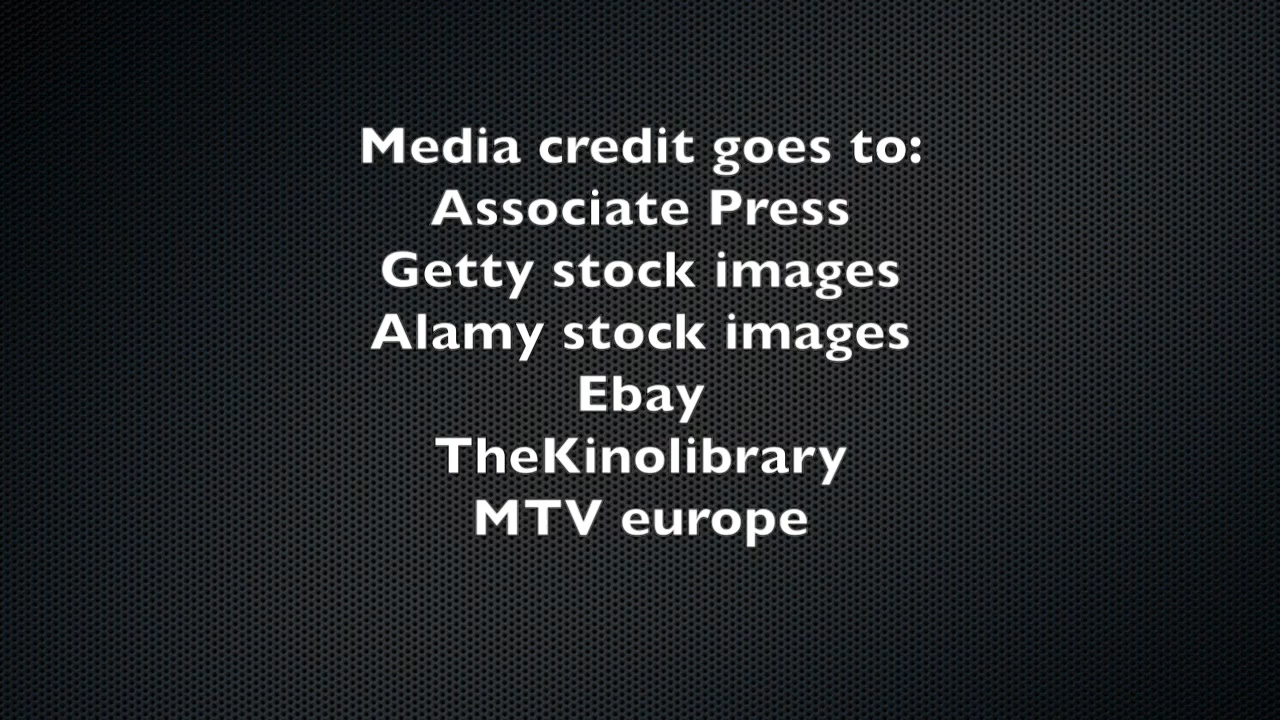 Media credit goes to:
Associate Press
Getty stock images
Alamy stock images
Ebay
TheKinolibrary
MTV europe